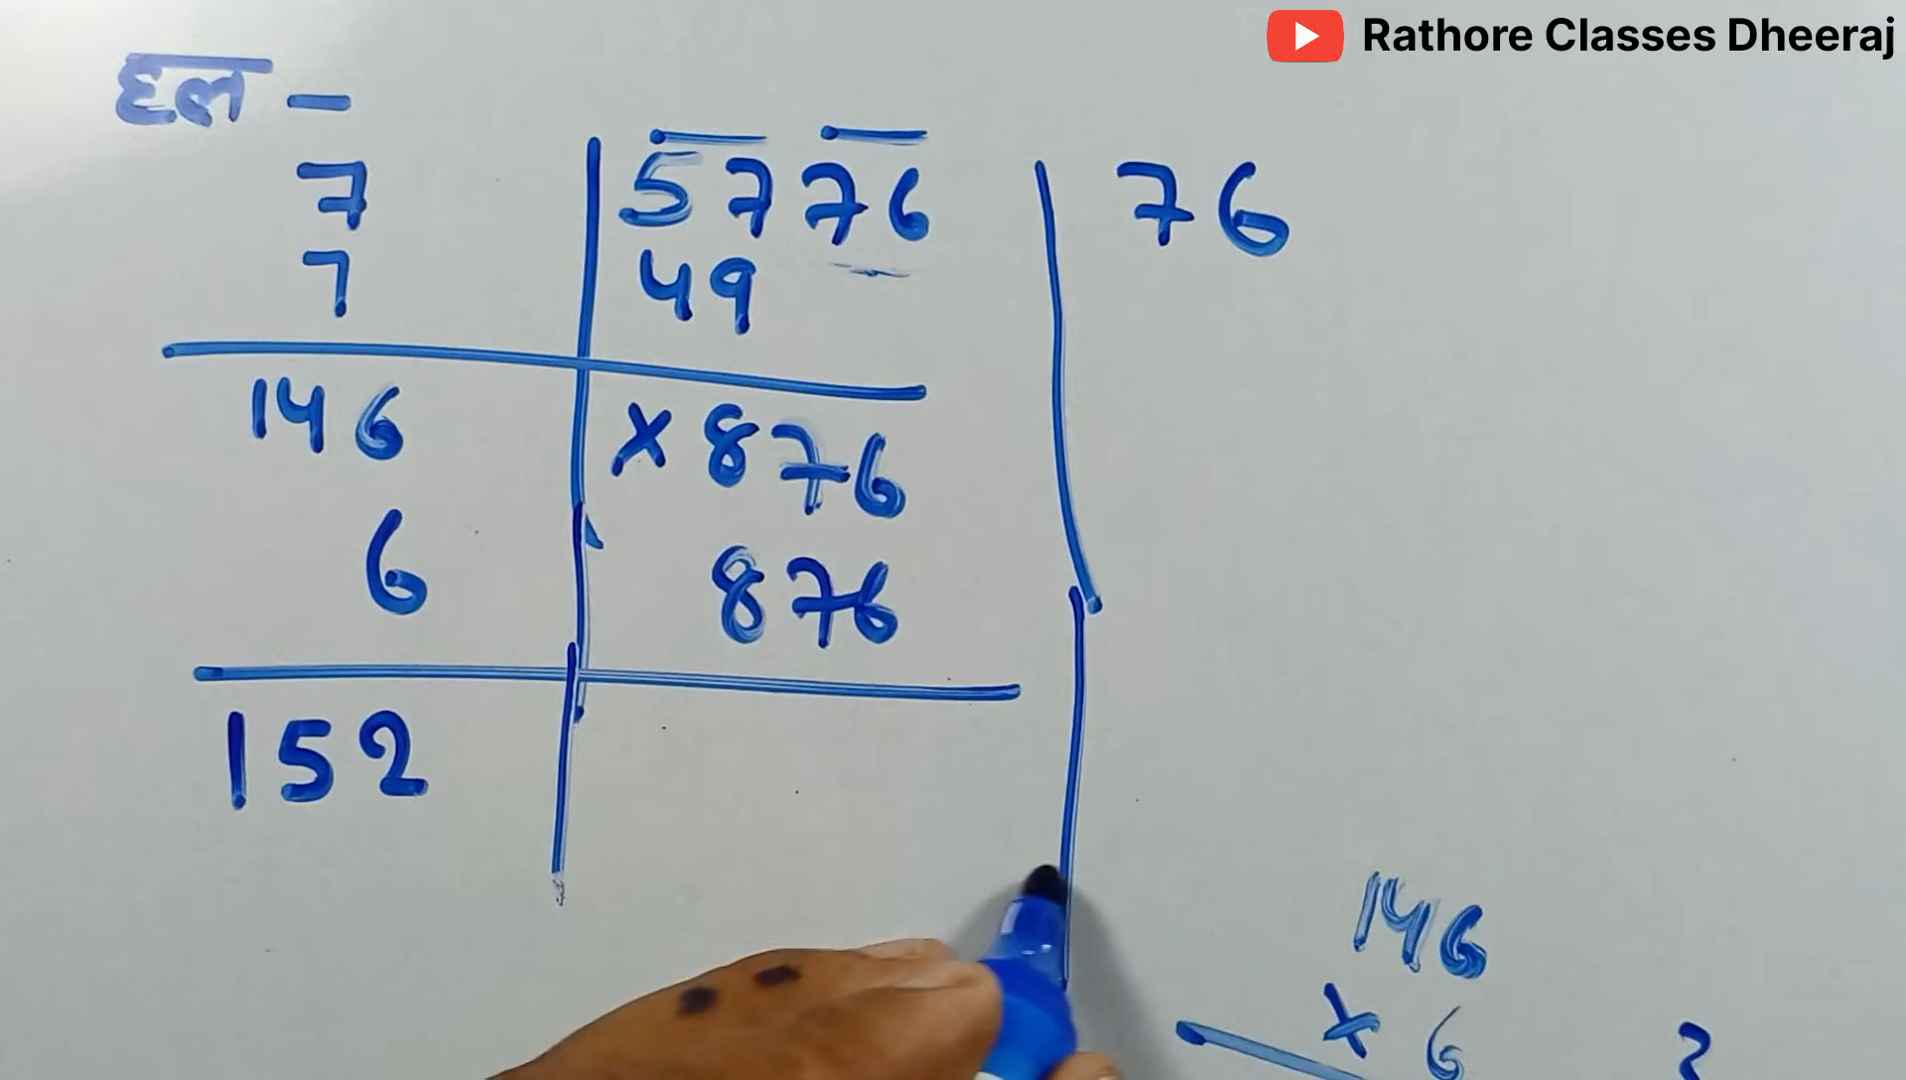 Rathore Classes Dheeraj
हल -
7 | 5776 | 76
7 | 49
146 | × 876
6 | 876
152
146
× 6